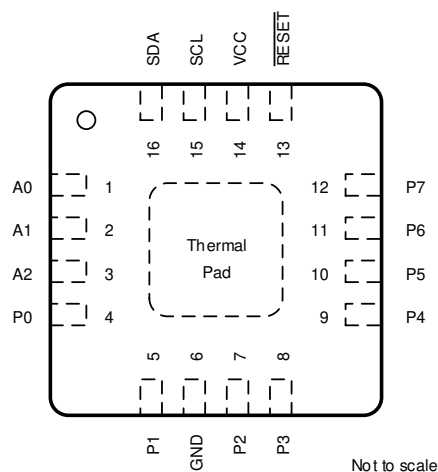 SDA
SCL
VCC
RESET
16
15
14
13
A0 1
12 P7
A1 2
11 P6
A2 3
10 P5
P0 4
9 P4
Thermal
Pad
5
6
7
8
P1
GND
P2
P3
Not to scale